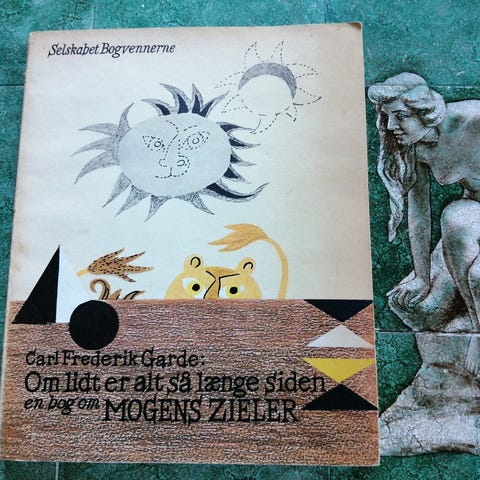 Selskabet Bogvennerne
Carl Frederik Garde:
Om lidt er alt så længe siden
en bog om MOGENS ZIELER